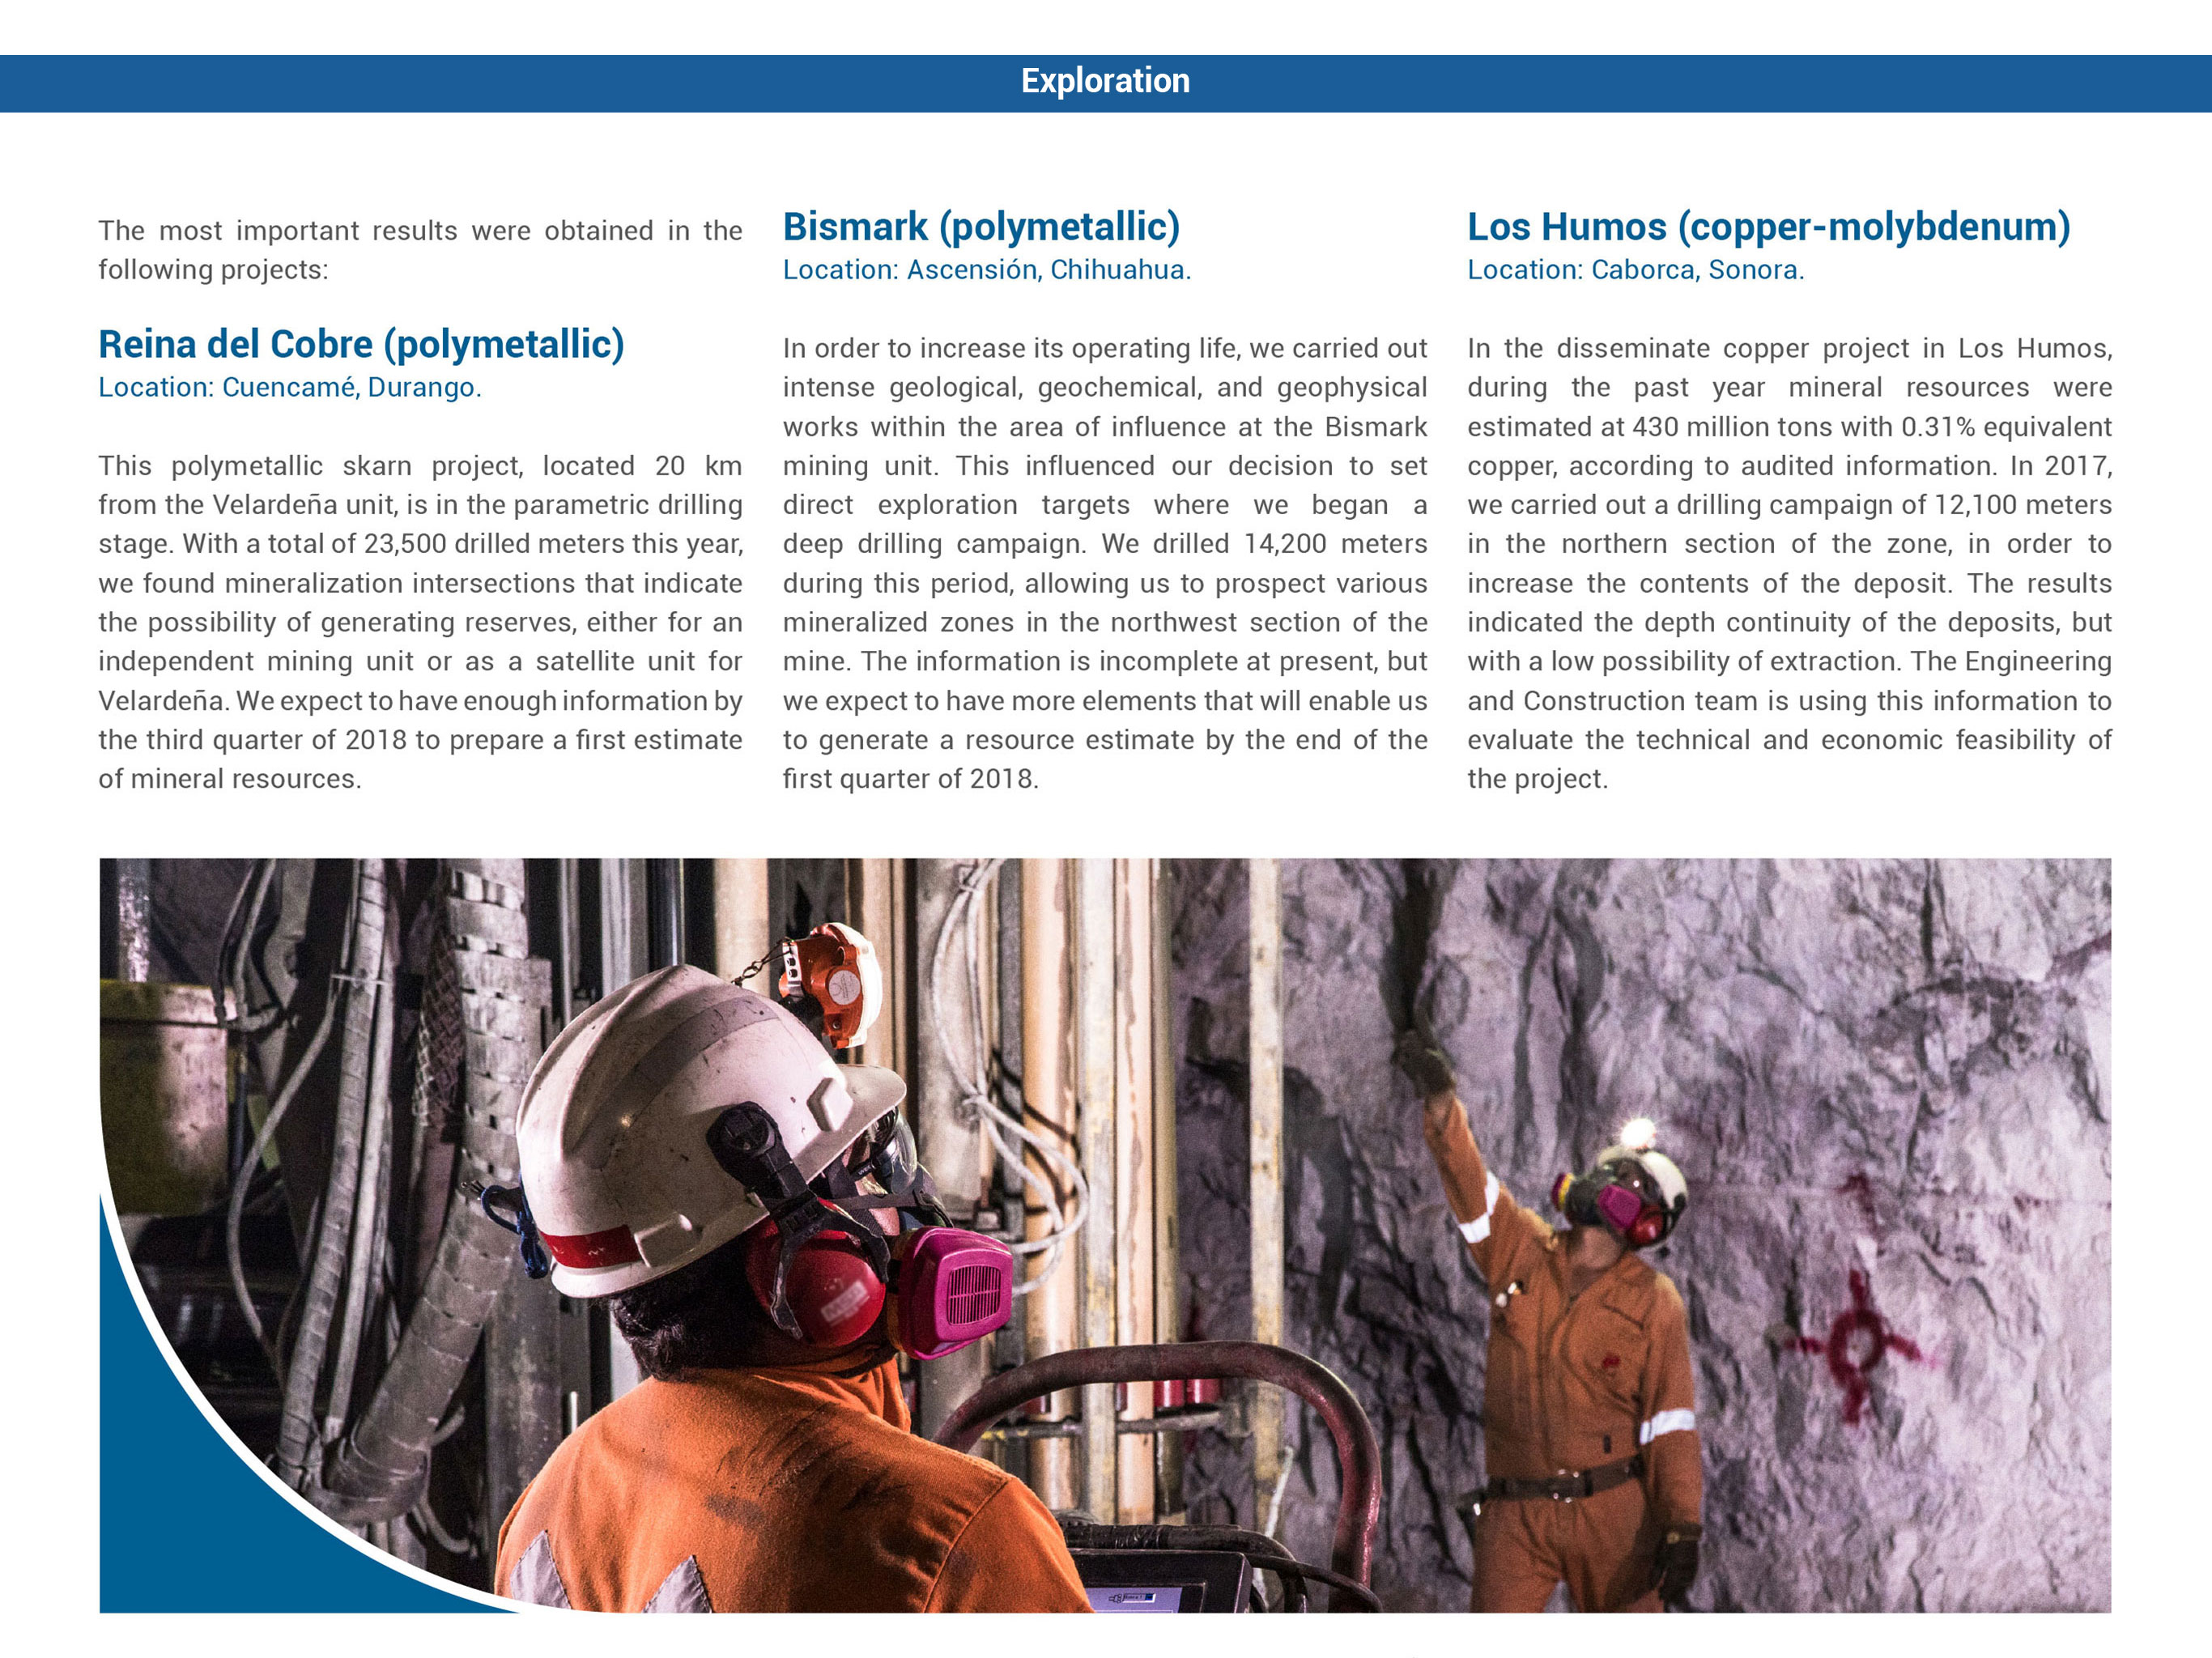 Exploration
The most important results were obtained in the
following projects:
Reina del Cobre (polymetallic)
Location: Cuencamé, Durango.
This polymetallic skarn project, located 20 km
from the Velardeña unit, is in the parametric drilling
stage. With a total of 23,500 drilled meters this year,
we found mineralization intersections that indicate
the possibility of generating reserves, either for an
independent mining unit or as a satellite unit for
Velardeña. We expect to have enough information by
the third quarter of 2018 to prepare a first estimate
of mineral resources.
Bismark (polymetallic)
Location: Ascensión, Chihuahua.
In order to increase its operating life, we carried out
intense geological, geochemical, and geophysical
works within the area of influence at the Bismark
mining unit. This influenced our decision to set
direct exploration targets where we began a
deep drilling campaign. We drilled 14,200 meters
during this period, allowing us to prospect various
mineralized zones in the northwest section of the
mine. The information is incomplete at present, but
we expect to have more elements that will enable us
to generate a resource estimate by the end of the
first quarter of 2018.
Los Humos (copper-molybdenum)
Location: Caborca, Sonora.
In the disseminate copper project in Los Humos,
during the past year mineral resources were
estimated at 430 million tons with 0.31% equivalent
copper, according to audited information. In 2017,
we carried out a drilling campaign of 12,100 meters
in the northern section of the zone, in order to
increase the contents of the deposit. The results
indicated the depth continuity of the deposits, but
with a low possibility of extraction. The Engineering
and Construction team is using this information to
evaluate the technical and economic feasibility of
the project.